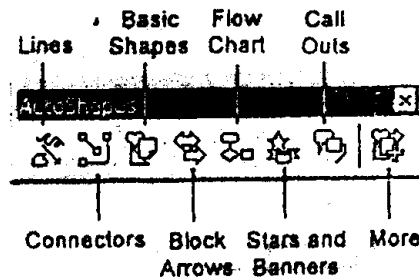 Basic Flow Call
Lines Shapes Chart Outs
AutoShapes
Connectors Block Stars and More
Arrows Banners